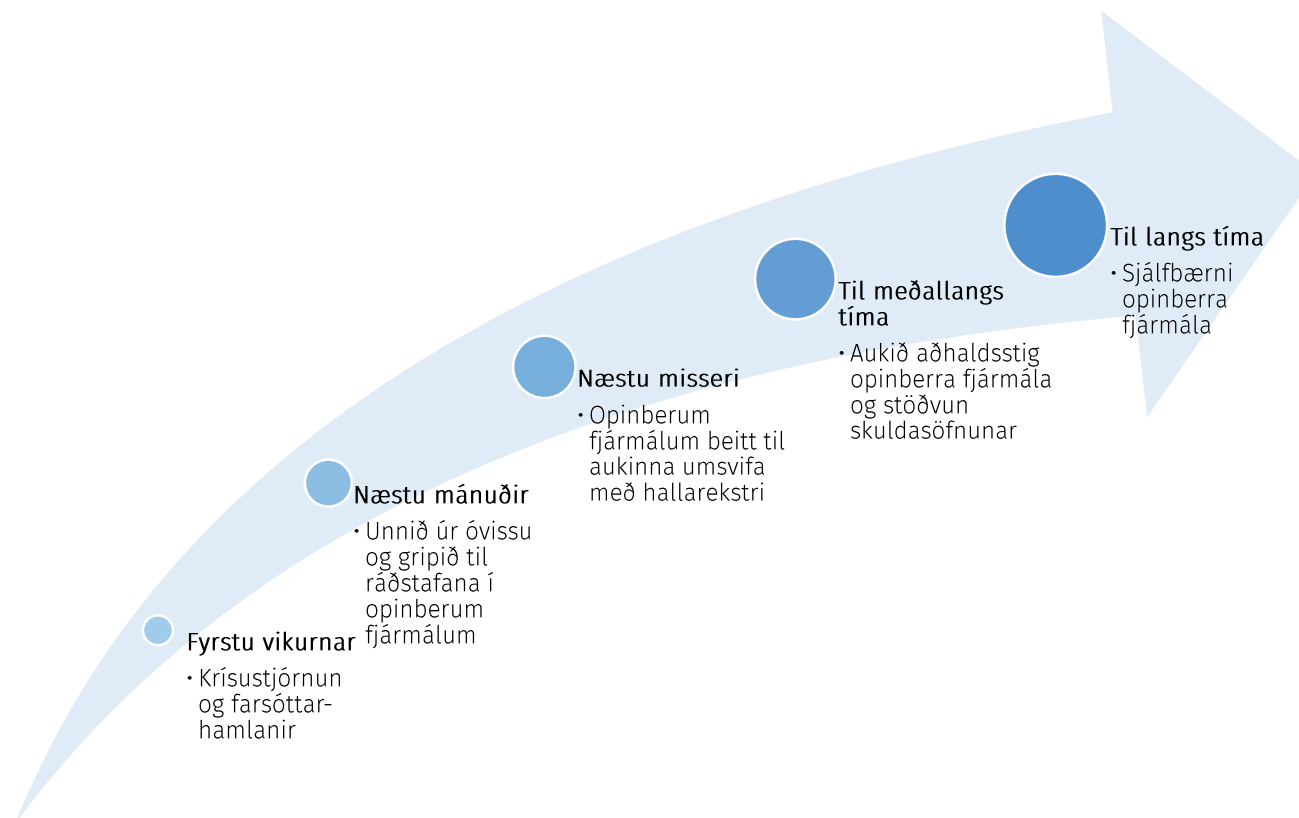 Fyrstu vikurnar
• Krísustjórnun
og farsóttar-
hamlanir
Næstu mánuðir
• Unnið úr óvissu
og gripið til
ráðstafana í
opinberum
fjármálum
Næstu misseri
• Opinberum
fjármálum beitt til
aukinna umsvifa
með hallarekstri
Til meðallangs
tíma
• Aukið aðhaldsstig
opinberra fjármála
og stöðvun
skuldasöfnunar
Til langs tíma
• Sjálfbærni
opinberra
fjármála